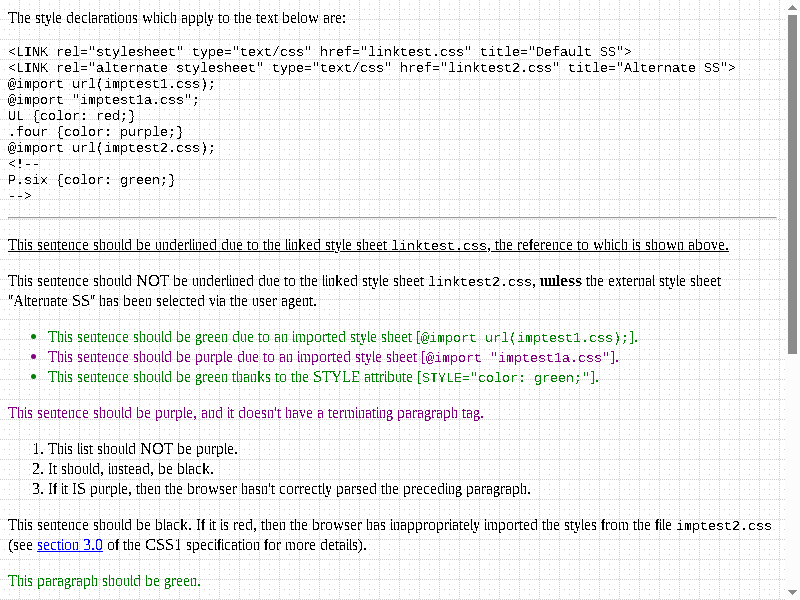 The style declarations which apply to the text below are:
<LINK rel="stylesheet" type="text/css" href="linktest.css" title="Default SS">
<LINK rel="alternate stylesheet" type="text/css" href="linktest2.css" title="Alternate SS">
@import url(imptest1.css);
@import "imptest1a.css";
UL {color: red;}
.four {color: purple;}
@import url(imptest2.css);
<!--
P.six {color: green;}
-->
This sentence should be underlined due to the linked style sheet linktest.css, the reference to which is shown above.
This sentence should NOT be underlined due to the linked style sheet linktest2.css, unless the external style sheet
"Alternate SS" has been selected via the user agent.
• This sentence should be green due to an imported style sheet [@import url(imptest1.css);].
• This sentence should be purple due to an imported style sheet [@import "imptest1a.css"].
• This sentence should be green thanks to the STYLE attribute [STYLE="color: green;"].
This sentence should be purple, and it doesn't have a terminating paragraph tag.
1. This list should NOT be purple.
2. It should, instead, be black.
3. If it IS purple, then the browser hasn't correctly parsed the preceding paragraph.
This sentence should be black. If it is red, then the browser has inappropriately imported the styles from the file imptest2.css
(see section 3.0 of the CSS1 specification for more details).
This paragraph should be green.